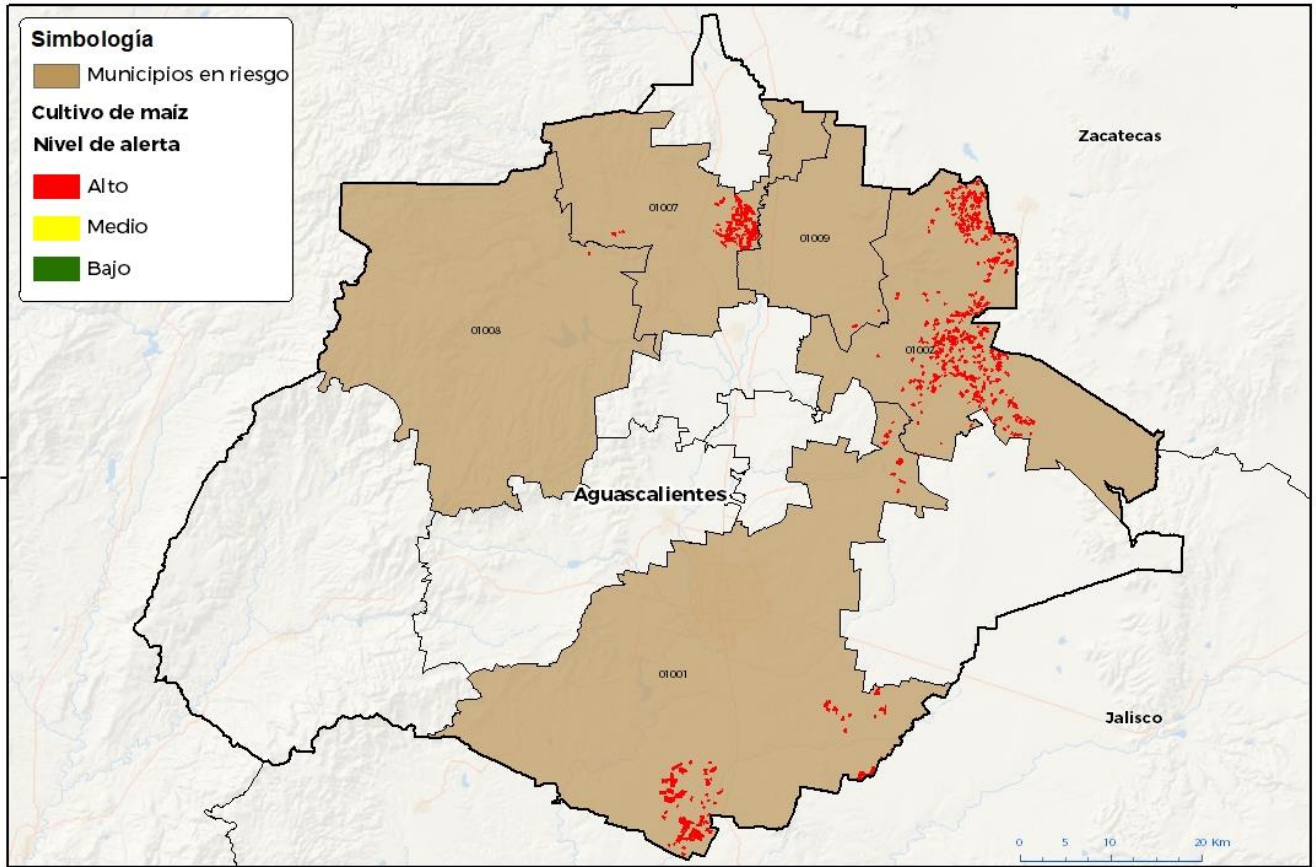 Simbología
Municipios en riesgo
Cultivo de maíz
Nivel de alerta
Alto
Medio
Bajo
Zacatecas
01007
01009
01008
01002
Aguascalientes
01001
Jalisco
0 5 10 20 Km